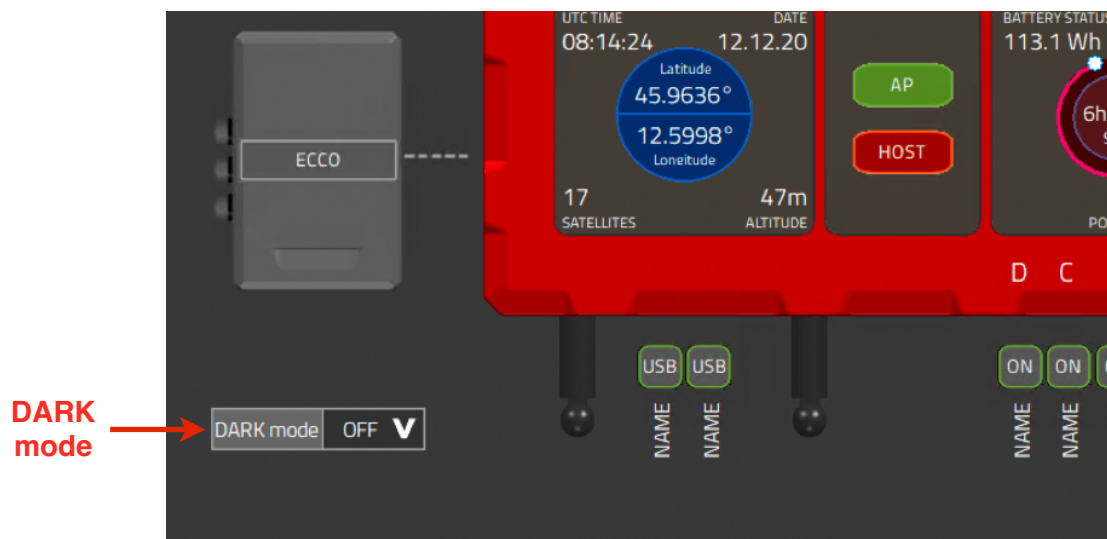 UTC TIME DATE
08:14:24 12.12.20
Latitude
45.9636°
12.5998°
Longitude
17 47m
SATELLITES ALTITUDE
AP
HOST
BATTERY STATUS
113.1 Wh
6h
ECCO
D C
USB USB
NAME NAME
ON ON
NAME NAME
DARK
mode
DARK mode OFF V